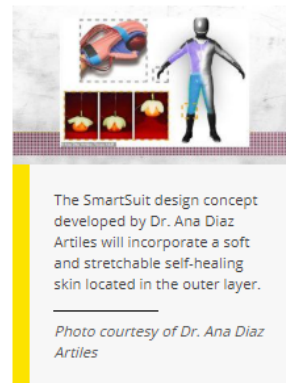 The SmartSuit design concept
developed by Dr. Ana Diaz
Artiles will incorporate a soft
and stretchable self-healing
skin located in the outer layer.
Photo courtesy of Dr. Ana Diaz
Artiles